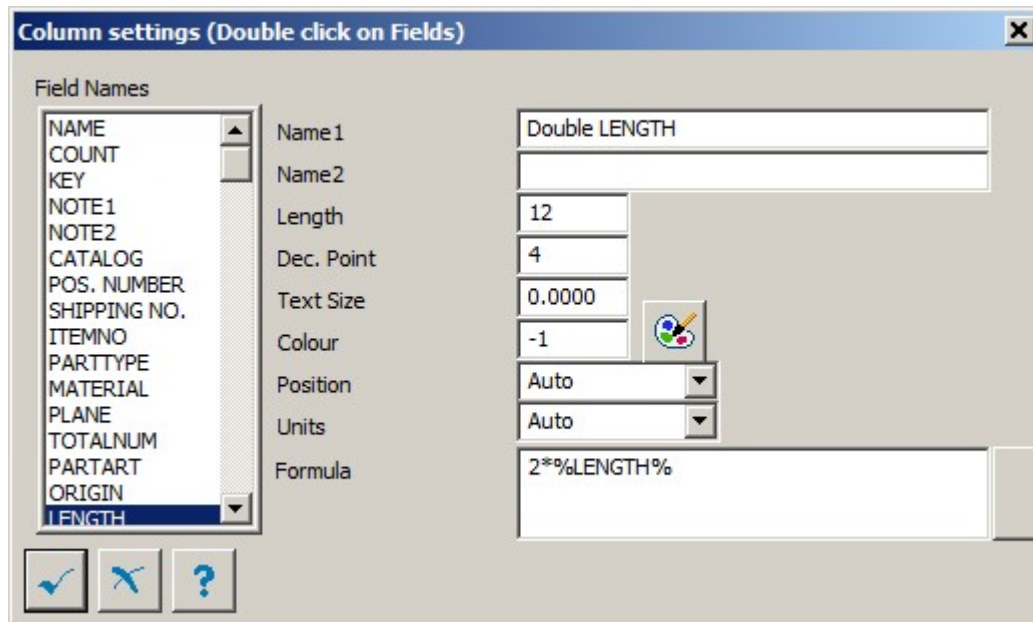 Column settings (Double click on Fields)
Field Names
NAME
COUNT
KEY
NOTE1
NOTE2
CATALOG
POS. NUMBER
SHIPPING NO.
ITEMNO
PARTTYPE
MATERIAL
PLANE
TOTALNUM
PARTART
ORIGIN
LENGTH
Name1 Double LENGTH
Name2
Length 12
Dec. Point 4
Text Size 0.0000
Colour -1
Position Auto
Units Auto
Formula 2*%LENGTH%
?